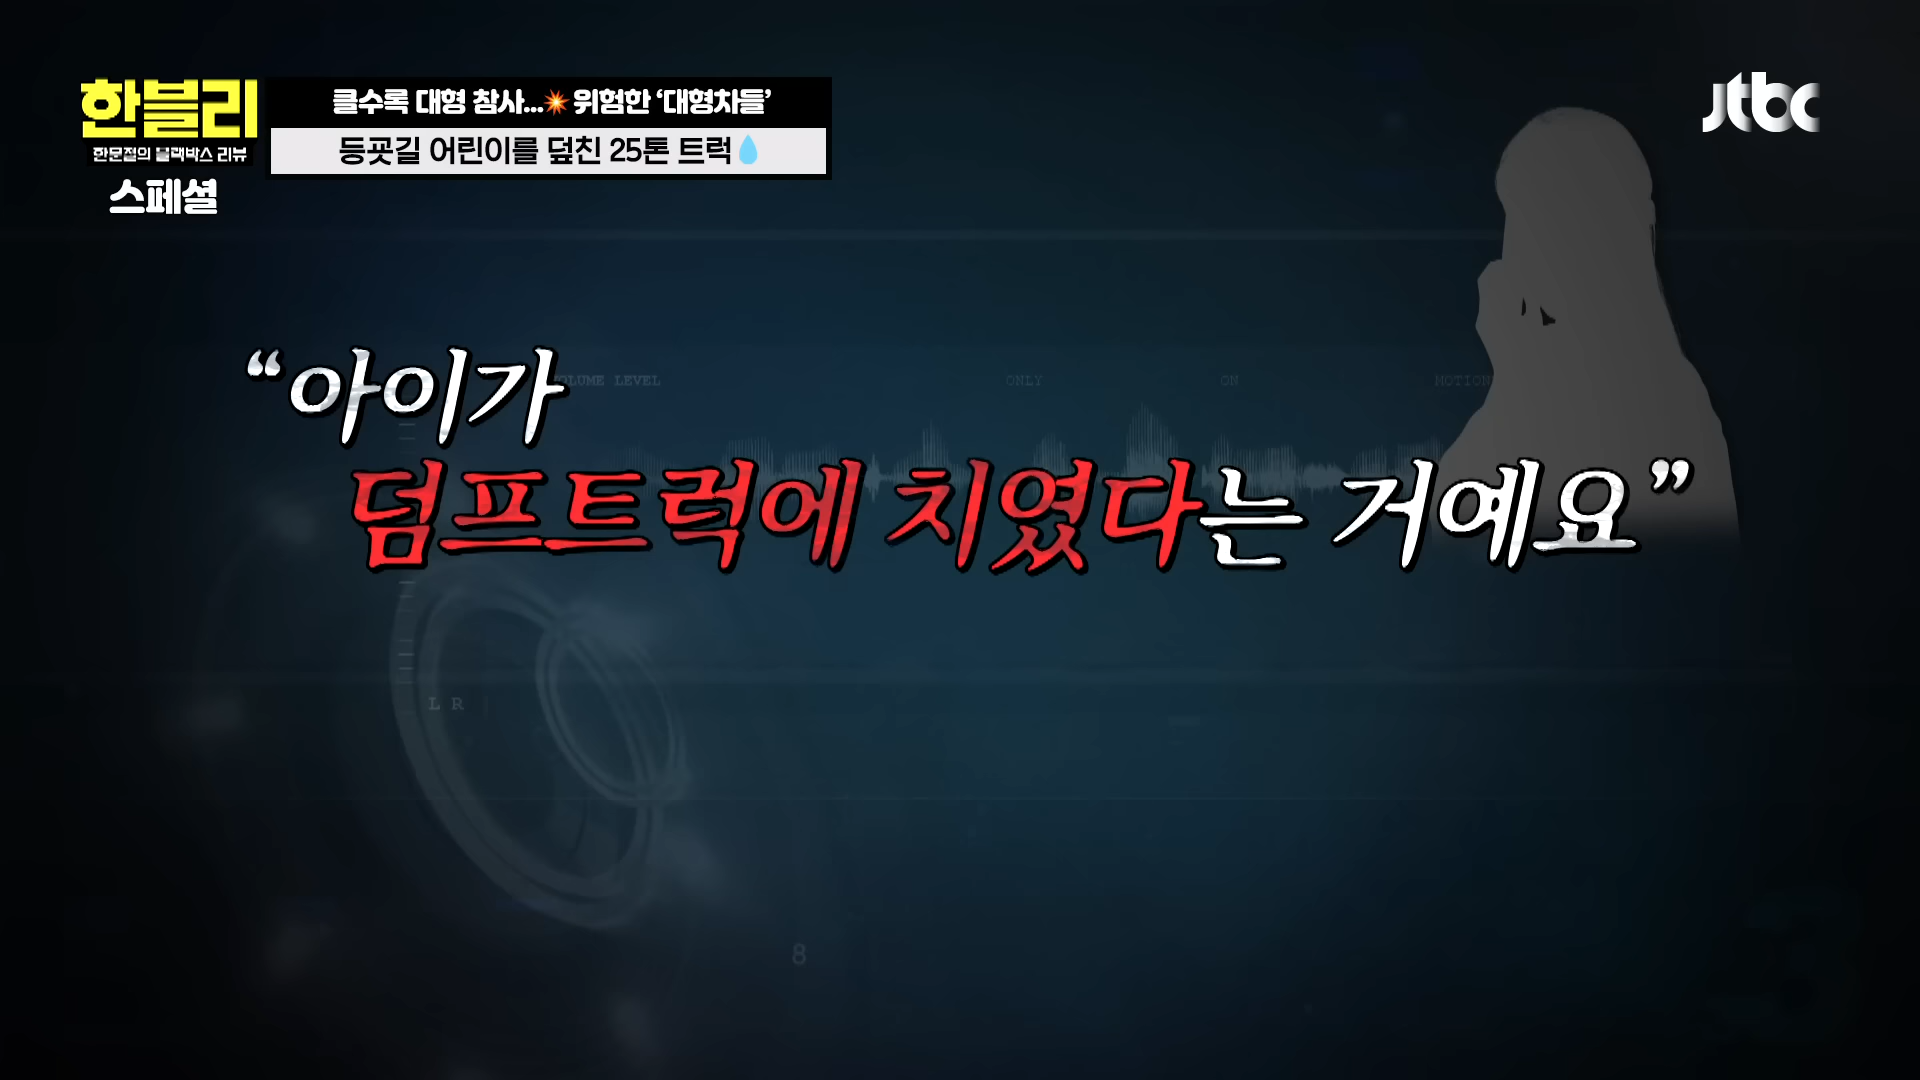 한블리
한문철의 블랙박스 리뷰
스페셜
클수록 대형 참사...💥위험한 ‘대형차들’
등굣길 어린이를 덮친 25톤 트럭💧
jtbc
“아이가
덤프트럭에 치였다는 거예요”
VOLUME LEVEL
ONLY
ON
MOTION
L R
8